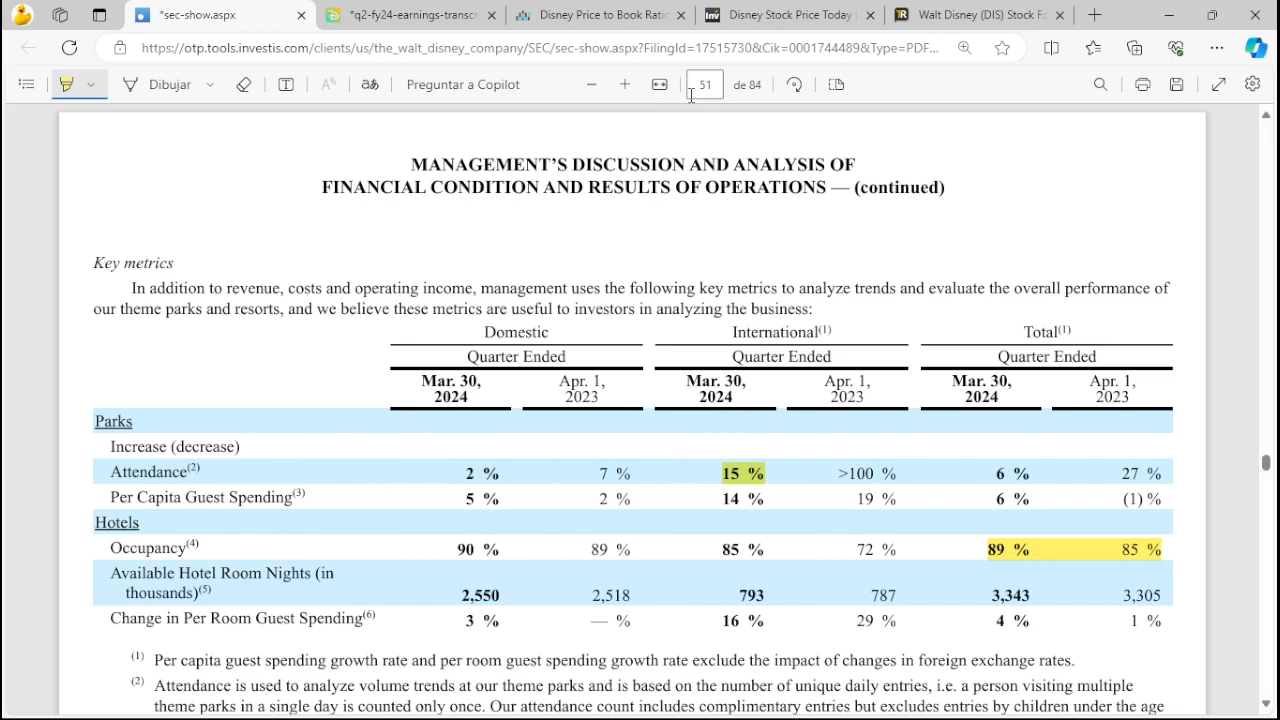 *sec-show.aspx
*q2-fy24-earnings-transcr
Disney Price to Book Ratio
Disney Stock Price Today |
Walt Disney (DIS) Stock Fo
https://otp.tools.investis.com/clients/us/the_walt_disney_company/SEC/sec-show.aspx?FilingId=17515730&Cik=0001744489&Type=PDF...
Dibujar
Preguntar a Copilot
51
de 84
MANAGEMENT'S DISCUSSION AND ANALYSIS OF
FINANCIAL CONDITION AND RESULTS OF OPERATIONS — (continued)
Key metrics
In addition to revenue, costs and operating income, management uses the following key metrics to analyze trends and evaluate the overall performance of
our theme parks and resorts, and we believe these metrics are useful to investors in analyzing the business:
Domestic International(1) Total(1)
Quarter Ended Quarter Ended Quarter Ended
Mar. 30, 2024 Apr. 1, 2023 Mar. 30, 2024 Apr. 1, 2023 Mar. 30, 2024 Apr. 1, 2023
Parks
Increase (decrease)
Attendance(2) 2 % 7 % 15 % >100 % 6 % 27 %
Per Capita Guest Spending(3) 5 % 2 % 14 % 19 % 6 % (1) %
Hotels
Occupancy(4) 90 % 89 % 85 % 72 % 89 % 85 %
Available Hotel Room Nights (in
thousands)(5) 2,550 2,518 793 787 3,343 3,305
Change in Per Room Guest Spending(6) 3 % — % 16 % 29 % 4 % 1 %
(1) Per capita guest spending growth rate and per room guest spending growth rate exclude the impact of changes in foreign exchange rates.
(2) Attendance is used to analyze volume trends at our theme parks and is based on the number of unique daily entries, i.e. a person visiting multiple
theme parks in a single day is counted only once. Our attendance count includes complimentary entries but excludes entries by children under the age